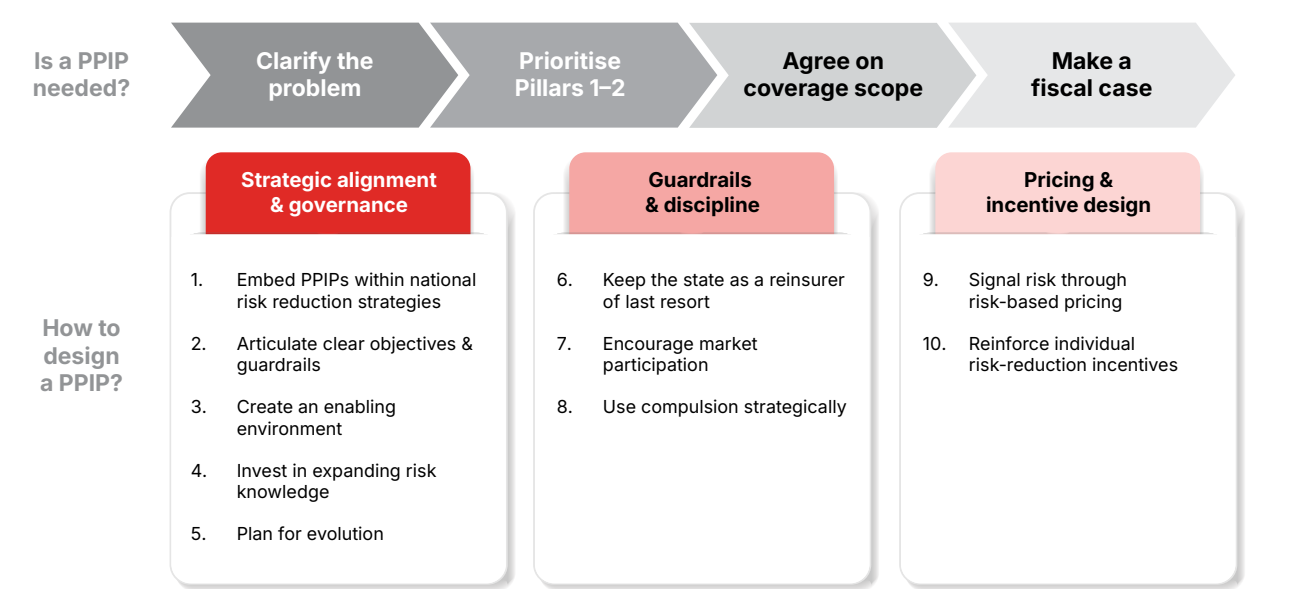 Is a PPIP
needed?
Clarify the
problem
Prioritise
Pillars 1–2
Agree on
coverage scope
Make a
fiscal case
How to
design
a PPIP?
Strategic alignment
& governance
1. Embed PPIPs within national
risk reduction strategies
2. Articulate clear objectives &
guardrails
3. Create an enabling
environment
4. Invest in expanding risk
knowledge
5. Plan for evolution
Guardrails
& discipline
6. Keep the state as a reinsurer
of last resort
7. Encourage market
participation
8. Use compulsion strategically
Pricing &
incentive design
9. Signal risk through
risk-based pricing
10. Reinforce individual
risk-reduction incentives